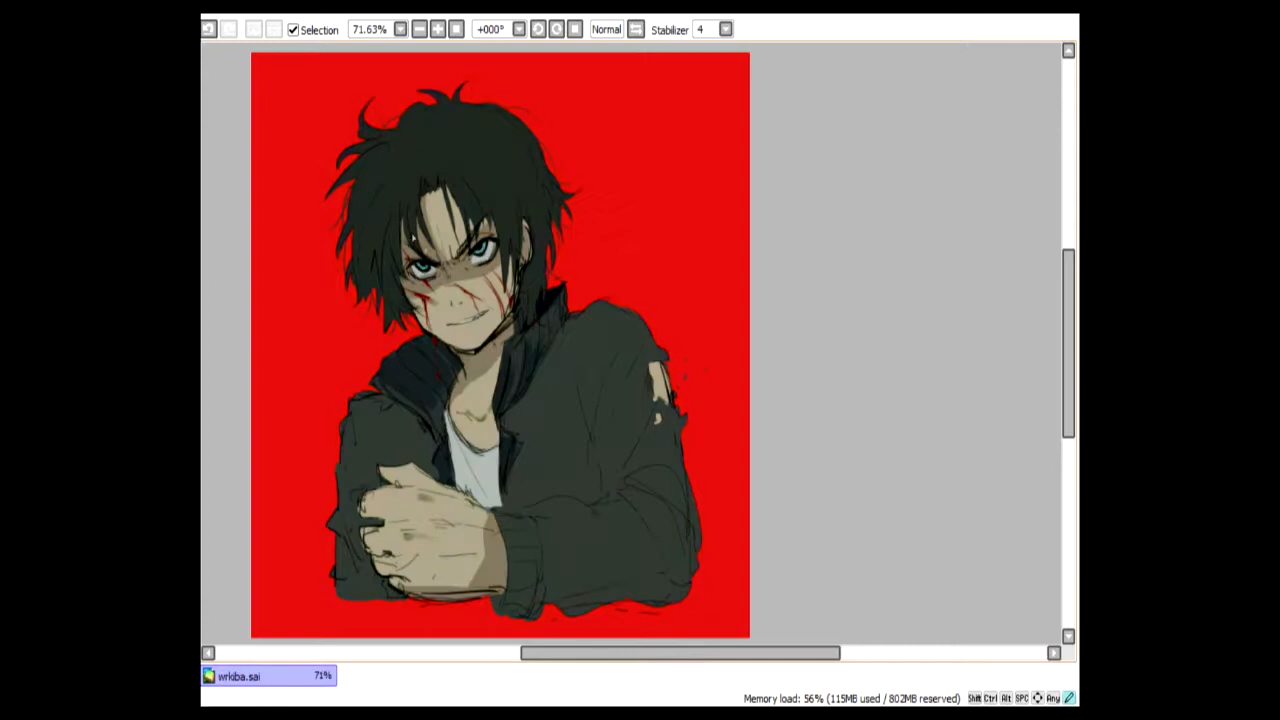 Selection 71.63% +000° Normal Stabilizer 4
wrkiba.sai 71%
Memory load: 56% (115MB used / 802MB reserved) Shift Ctrl Alt SPC Any